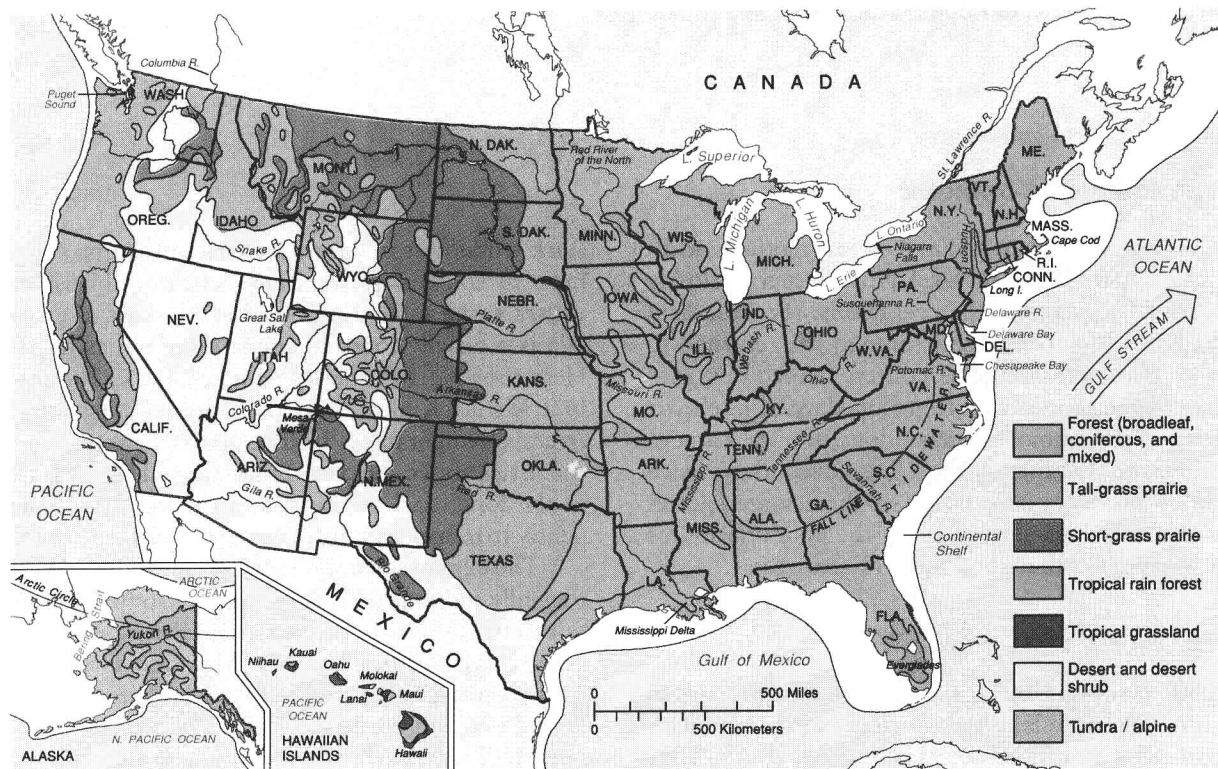 CANADA
Columbia R.
Puget
Sound
WASH.
MONT.
N. DAK.
Red River
of the North
L. Superior
St. Lawrence R.
ME.
VT.
N.H.
OREG.
IDAHO
Snake R.
WYO.
S. DAK.
MINN.
WIS.
L. Michigan
L. Huron
MICH.
L. Ontario
Niagara
Falls
L. Erie
N.Y.
Hudson
MASS.
Cape Cod
R.I.
CONN.
Long I.
ATLANTIC
OCEAN
GULF STREAM
NEV.
Great Salt
Lake
UTAH
Colorado R.
COLO.
NEBR.
Platte R.
IOWA
ILL.
IND.
Wabash R.
OHIO
PA.
Susquehanna R.
Delaware R.
Delaware Bay
MD.
DEL.
Chesapeake Bay
W.VA.
Potomac R.
VA.
Ohio R.
KANS.
Arkansas R.
Missouri R.
MO.
KY.
CALIF.
Mesa
Verde
ARIZ.
Gila R.
N.MEX.
OKLA.
Red R.
ARK.
Mississippi R.
TENN.
Tennessee R.
N.C.
S.C.
Savannah R.
TIDEWATER
FALL LINE
GA.
ALA.
MISS.
LA.
TEXAS
Rio Grande
MEXICO
Mississippi Delta
Gulf of Mexico
FLA.
Everglades
Continental
Shelf
PACIFIC
OCEAN
Forest (broadleaf,
coniferous, and
mixed)
Tall-grass prairie
Short-grass prairie
Tropical rain forest
Tropical grassland
Desert and desert
shrub
Tundra / alpine
0 500 Miles
0 500 Kilometers
Arctic Circle
ARCTIC
OCEAN
Bering Strait
Yukon R.
N. PACIFIC OCEAN
ALASKA
Niihau
Kauai
Oahu
Molokai
Lanai
Maui
Hawaii
PACIFIC
OCEAN
HAWAIIAN
ISLANDS